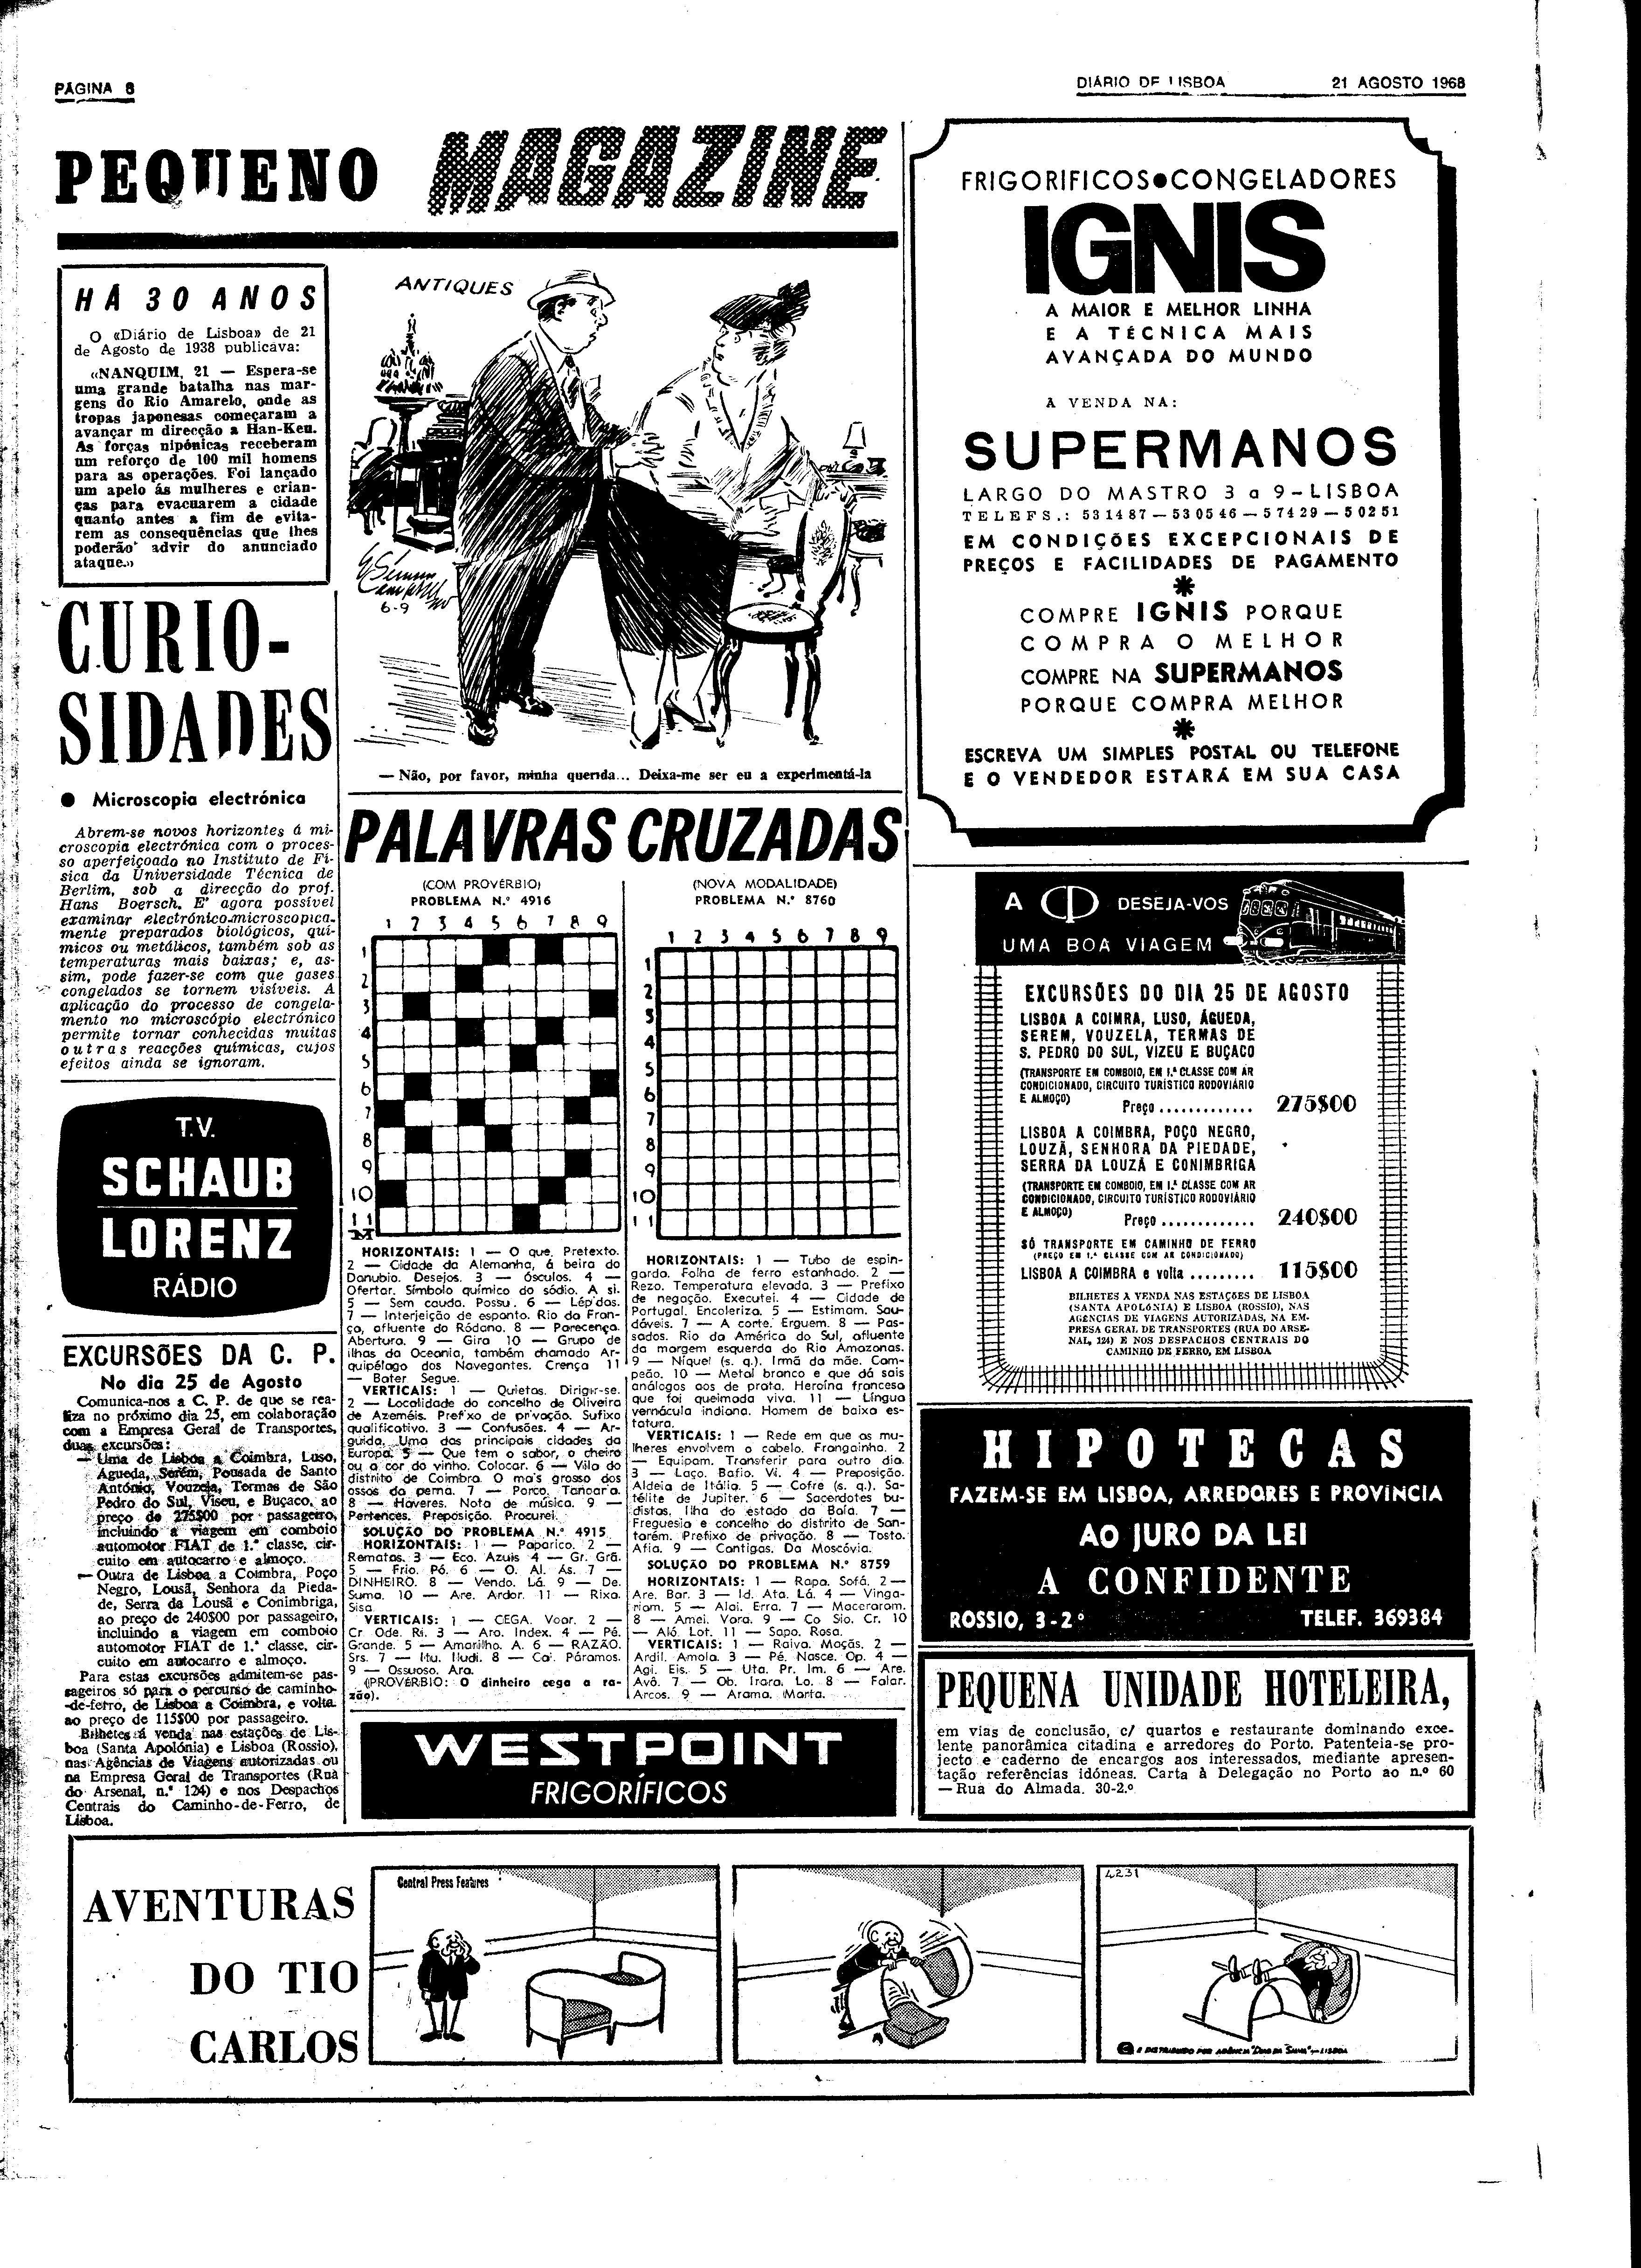 PÁGINA 8
DIÁRIO DE LISBOA 21 AGOSTO 1968
PEQUENO MAGAZINE
HÁ 30 ANOS
O «Diário de Lisboa» de 21
de Agosto de 1938 publicava:
«NANQUIM, 21 — Espera-se
uma grande batalha nas mar-
gens do Rio Amarelo, onde as
tropas japonesas começaram a
avançar m direcção a Han-Keu.
As forças nipónicas receberam
um reforço de 100 mil homens
para as operações. Foi lançado
um apelo às mulheres e crian-
ças para evacuarem a cidade
quanto antes a fim de evita-
rem as consequências que lhes
poderão advir do anunciado
ataque.»
CURIO-
SIDADES
● Microscopia electrónica
Abrem-se novos horizontes á mi-
croscopia electrónica com o proces-
so aperfeiçoado no Instituto de Fí-
sica da Universidade Técnica de
Berlim, sob a direcção do prof.
Hans Boersch. E' agora possível
examinar electrónico-microscopica-
mente preparados biológicos, quí-
micos ou metálicos, também sob as
temperaturas mais baixas; e, as-
sim, pode fazer-se com que gases
congelados se tornem visíveis. A
aplicação do processo de congela-
mento no microscópio electrónico
permite tornar conhecidas muitas
outras reacções químicas, cujos
efeitos ainda se ignoram.
T.V.
SCHAUB
LORENZ
RÁDIO
EXCURSÕES DA C. P.
No dia 25 de Agosto
Comunica-nos a C. P. de que se rea-
liza no próximo dia 25, em colaboração
com a Empresa Geral de Transportes,
duas excursões:
— Uma de Lisboa a Coimbra, Luso,
Águeda, Serém, Pousada de Santo
António, Vouzela, Termas de São
Pedro do Sul, Viseu, e Buçaco, ao
preço de 275$00 por passageiro,
incluindo a viagem em comboio
automotor FIAT de 1.ª classe, cir-
cuito em autocarro e almoço.
— Outra de Lisboa a Coimbra, Poço
Negro, Lousã, Senhora da Pieda-
de, Serra da Lousã e Conimbriga,
ao preço de 240$00 por passageiro,
incluindo a viagem em comboio
automotor FIAT de 1.ª classe, cir-
cuito em autocarro e almoço.
Para estas excursões admitem-se pas-
sageiros só para o percurso de caminho-
-de-ferro, de Lisboa a Coimbra, e volta.
ao preço de 115$00 por passageiro.
Bilhetes á venda nas estações de Lis-
boa (Santa Apolónia) e Lisboa (Rossio),
nas Agências de Viagens autorizadas ou
na Empresa Geral de Transportes (Rua
do Arsenal, n.º 124) e nos Despachos
Centrais do Caminho-de-Ferro, de
Lisboa.
ANTIQUES
6-9
— Não, por favor, minha querida... Deixa-me ser eu a experimentá-la
PALAVRAS CRUZADAS
(COM PROVÉRBIO)
PROBLEMA N.º 4916
1 2 3 4 5 6 7 8 9
1
2
3
4
5
6
7
8
9
10
11
HORIZONTAIS: 1 — O que, Pretexto.
2 — Cidade da Alemanha, á beira do
Danubio. Desejos. 3 — ósculos. 4 —
Ofertar. Símbolo químico do sódio. A si.
5 — Sem cauda. Possu. 6 — Lép'das.
7 — Interjeição de espanto. Rio da Fran-
ça, afluente do Ródano. 8 — Parecença.
Abertura. 9 — Gira 10 — Grupo de
ilhas da Oceania, também chamado Ar-
quipélago dos Navegantes. Crença 11
— Bater Segue.
VERTICAIS: 1 — Quietas. Dirigir-se.
2 — Localidade do concelho de Oliveira
de Azeméis. Prefixo de privação. Sufixo
qualificativo. 3 — Confusões. 4 — Ar-
guida. Uma das principais cidades da
Europa. 5 — Que tem o sabor, o cheiro
ou a cor do vinho. Colocar. 6 — Vila do
distrito de Coimbra. O mais grosso dos
ossos da perna. 7 — Porco. Tancara.
8 — Haveres. Nota de música. 9 —
Pertences. Preposição. Procurei.
SOLUÇÃO DO PROBLEMA N.º 4915
HORIZONTAIS: 1 — Paparico. 2 —
Rematas. 3 — Eco. Azuis 4 — Gr. Grã.
5 — Frio. Pó. 6 — O. Al. As. 7 —
DINHEIRO. 8 — Vendo. Lá. 9 — De.
Suma. 10 — Are. Ardor. 11 — Rixa.
Sisa
VERTICAIS: 1 — CEGA. Voar. 2 —
Cr Ode. Ri. 3 — Aro. Index. 4 — Pé.
Grande. 5 — Amarilho. A. 6 — RAZÃO.
Srs. 7 — Itu. Iludi. 8 — Cai. Páramos.
9 — Ossuoso. Ara.
(PROVÉRBIO: O dinheiro cega a ra-
zão).
(NOVA MODALIDADE)
PROBLEMA N.º 8760
1 2 3 4 5 6 7 8 9
1
2
3
4
5
6
7
8
9
10
11
HORIZONTAIS: 1 — Tubo de espin-
garda. Folha de ferro estanhado. 2 —
Rezo. Temperatura elevada. 3 — Prefixo
de negação. Executei. 4 — Cidade de
Portugal. Encoleriza. 5 — Estimam. Sau-
dáveis. 7 — A corte. Erguem. 8 — Pas-
sados. Rio da América do Sul, afluente
da margem esquerda do Rio Amazonas.
9 — Níquel (s. q.). Irmã da mãe. Cam-
peão. 10 — Metal branco e que dá sais
análogos aos de prata. Heroína francesa
que foi queimada viva. 11 — Língua
vernácula indiana. Homem de baixa es-
tatura.
VERTICAIS: 1 — Rede em que as mu-
lheres envolvem o cabelo. Frangainho. 2
— Equipam. Transferir para outro dia.
3 — Laço. Bafio. Vi. 4 — Preposição.
Aldeia de Itália. 5 — Cofre (s. q.). Sa-
télite de Jupiter. 6 — Sacerdotes bu-
distas. Ilha do estado da Baía. 7 —
Freguesia e concelho do distrito de San-
tarém. Prefixo de privação. 8 — Tosto.
Afia. 9 — Cantigas. Da Moscóvia.
SOLUÇÃO DO PROBLEMA N.º 8759
HORIZONTAIS: 1 — Rapa. Sofá. 2 —
Are. Bar. 3 — Id. Ata. Lá. 4 — Vinga-
riam. 5 — Alai. Erra. 7 — Maceraram.
8 — Amei. Vara. 9 — Co Sio. Cr. 10
— Aló. Lot. 11 — Sapo. Rosa.
VERTICAIS: 1 — Raiva. Maças. 2 —
Ardil. Amola. 3 — Pé. Nasce. Op. 4 —
Agi. Eis. 5 — Uta. Pr. Im. 6 — Are.
Avô. 7 — Ob. Irara. Lo. 8 — Falar.
Arcos. 9 — Arama. Marta.
WESTPOINT
FRIGORÍFICOS
FRIGORIFICOS●CONGELADORES
IGNIS
A MAIOR E MELHOR LINHA
E A TÉCNICA MAIS
AVANÇADA DO MUNDO
À VENDA NA:
SUPERMANOS
LARGO DO MASTRO 3 a 9 – LISBOA
TELEFS.: 531487 — 530546 — 57429 — 50251
EM CONDIÇÕES EXCEPCIONAIS DE
PREÇOS E FACILIDADES DE PAGAMENTO
*
COMPRE IGNIS PORQUE
COMPRA O MELHOR
COMPRE NA SUPERMANOS
PORQUE COMPRA MELHOR
*
ESCREVA UM SIMPLES POSTAL OU TELEFONE
E O VENDEDOR ESTARÁ EM SUA CASA
A CP DESEJA-VOS
UMA BOA VIAGEM
EXCURSÕES DO DIA 25 DE AGOSTO
LISBOA A COIMRA, LUSO, ÁGUEDA,
SEREM, VOUZELA, TERMAS DE
S. PEDRO DO SUL, VIZEU E BUÇACO
(TRANSPORTE EM COMBOIO, EM 1.ª CLASSE COM AR
CONDICIONADO, CIRCUITO TURÍSTICO RODOVIÁRIO
E ALMOÇO)
Preço ............. 275$00
LISBOA A COIMBRA, POÇO NEGRO,
LOUZÃ, SENHORA DA PIEDADE,
SERRA DA LOUZÃ E CONIMBRIGA
(TRANSPORTE EM COMBOIO, EM 1.ª CLASSE COM AR
CONDICIONADO, CIRCUITO TURÍSTICO RODOVIÁRIO
E ALMOÇO)
Preço ............. 240$00
SÓ TRANSPORTE EM CAMINHO DE FERRO
(PREÇO EM 1.ª CLASSE COM AR CONDICIONADO)
LISBOA A COIMBRA e volta ......... 115$00
BILHETES À VENDA NAS ESTAÇÕES DE LISBOA
(SANTA APOLÓNIA) E LISBOA (ROSSIO), NAS
AGÊNCIAS DE VIAGENS AUTORIZADAS, NA EM-
PRESA GERAL DE TRANSPORTES (RUA DO ARSE-
NAL, 124) E NOS DESPACHOS CENTRAIS DO
CAMINHO DE FERRO, EM LISBOA
HIPOTECAS
FAZEM-SE EM LISBOA, ARREDORES E PROVÍNCIA
AO JURO DA LEI
A CONFIDENTE
ROSSIO, 3-2º TELEF. 369384
PEQUENA UNIDADE HOTELEIRA,
em vias de conclusão, c/ quartos e restaurante dominando exce-
lente panorâmica citadina e arredores do Porto. Patenteia-se pro-
jecto e caderno de encargos aos interessados, mediante apresen-
tação referências idóneas. Carta à Delegação no Porto ao n.º 60
— Rua do Almada. 30-2.º
AVENTURAS
DO TIO
CARLOS
Central Press Features
4231